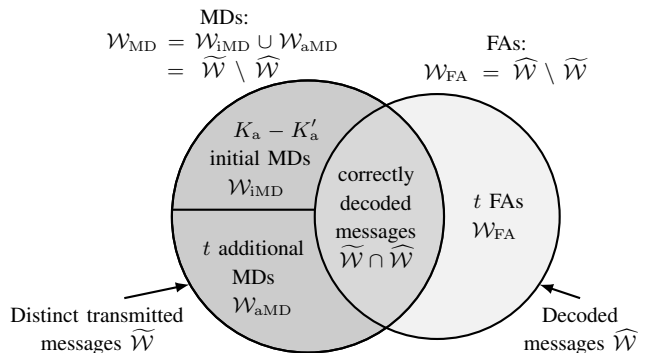 MDs:
𝒲_MD = 𝒲_iMD ∪ 𝒲_aMD
= 𝒲̃ \ 𝒲̂
FAs:
𝒲_FA = 𝒲̂ \ 𝒲̃
K_a − K′_a
initial MDs
𝒲_iMD
t additional
MDs
𝒲_aMD
correctly
decoded
messages
𝒲̃ ∩ 𝒲̂
t FAs
𝒲_FA
Distinct transmitted
messages 𝒲̃
Decoded
messages 𝒲̂